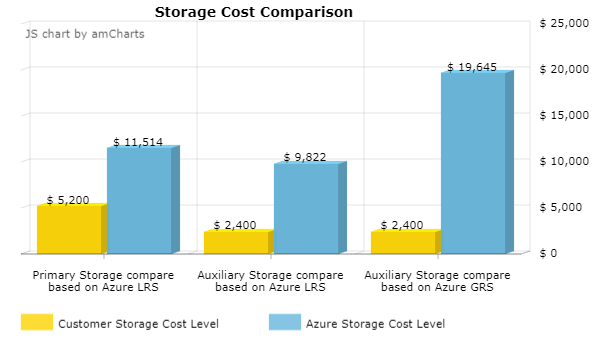 Storage Cost Comparison
JS chart by amCharts
$ 25,000
$ 20,000
$ 15,000
$ 10,000
$ 5,000
$ 0
$ 5,200
$ 11,514
$ 2,400
$ 9,822
$ 2,400
$ 19,645
Primary Storage compare
based on Azure LRS
Auxiliary Storage compare
based on Azure LRS
Auxiliary Storage compare
based on Azure GRS
Customer Storage Cost Level
Azure Storage Cost Level